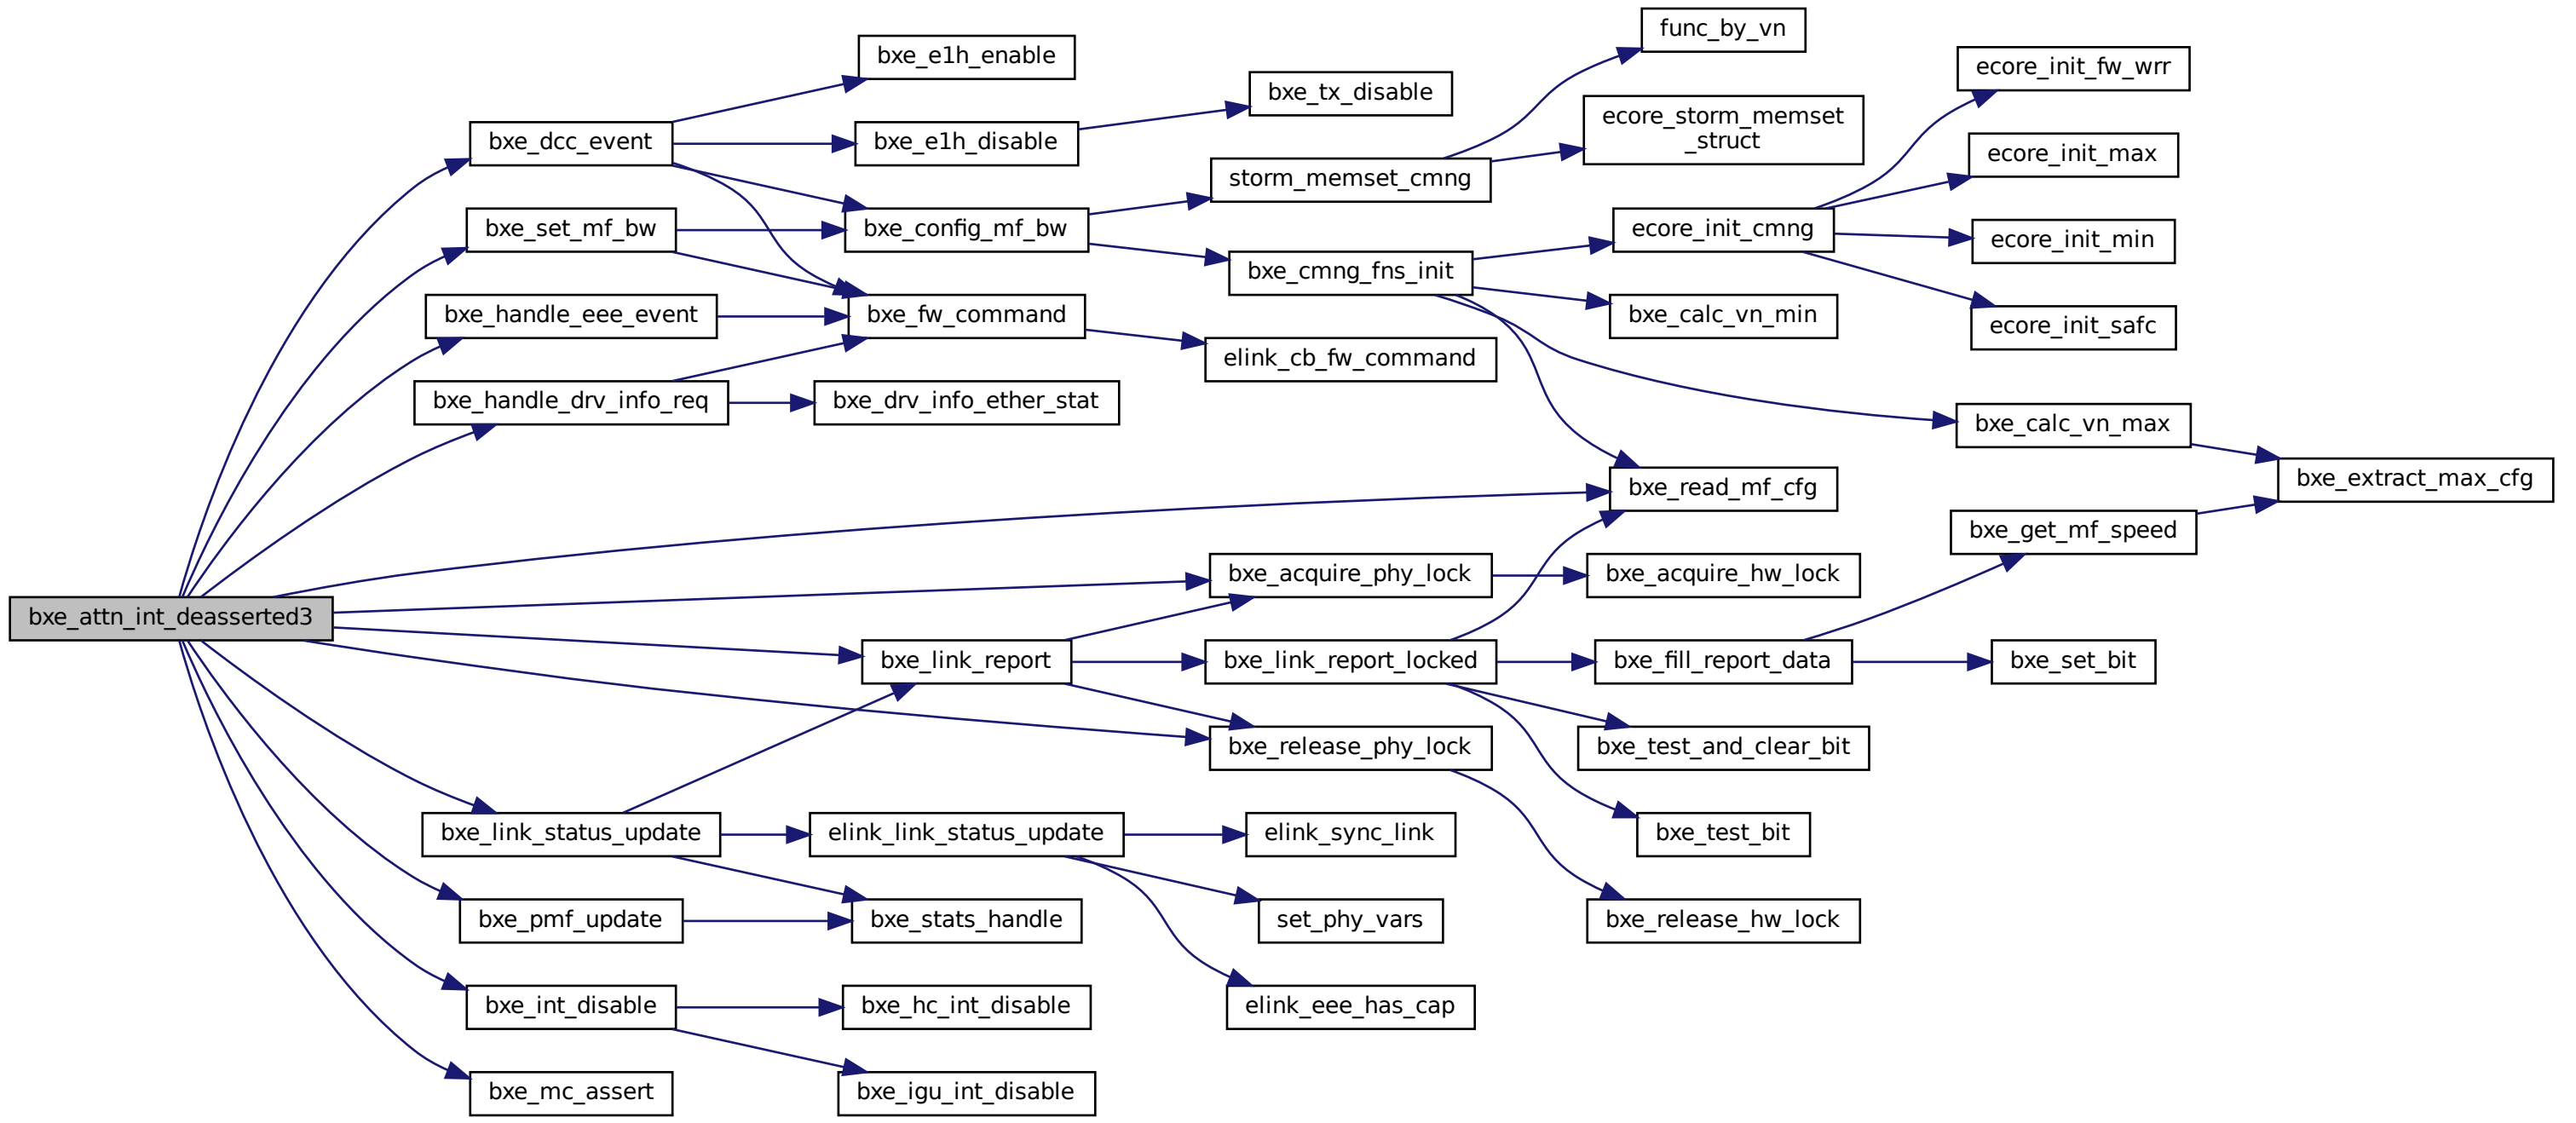 func_by_vn
bxe_e1h_enable
ecore_init_fw_wrr
bxe_tx_disable
ecore_storm_memset
_struct
bxe_dcc_event
bxe_e1h_disable
ecore_init_max
storm_memset_cmng
bxe_set_mf_bw
bxe_config_mf_bw
ecore_init_cmng
ecore_init_min
bxe_cmng_fns_init
bxe_handle_eee_event
bxe_fw_command
bxe_calc_vn_min
ecore_init_safc
elink_cb_fw_command
bxe_handle_drv_info_req
bxe_drv_info_ether_stat
bxe_calc_vn_max
bxe_extract_max_cfg
bxe_read_mf_cfg
bxe_get_mf_speed
bxe_acquire_phy_lock
bxe_acquire_hw_lock
bxe_attn_int_deasserted3
bxe_link_report
bxe_link_report_locked
bxe_fill_report_data
bxe_set_bit
bxe_release_phy_lock
bxe_test_and_clear_bit
bxe_link_status_update
elink_link_status_update
elink_sync_link
bxe_test_bit
bxe_pmf_update
bxe_stats_handle
set_phy_vars
bxe_release_hw_lock
bxe_int_disable
bxe_hc_int_disable
elink_eee_has_cap
bxe_mc_assert
bxe_igu_int_disable